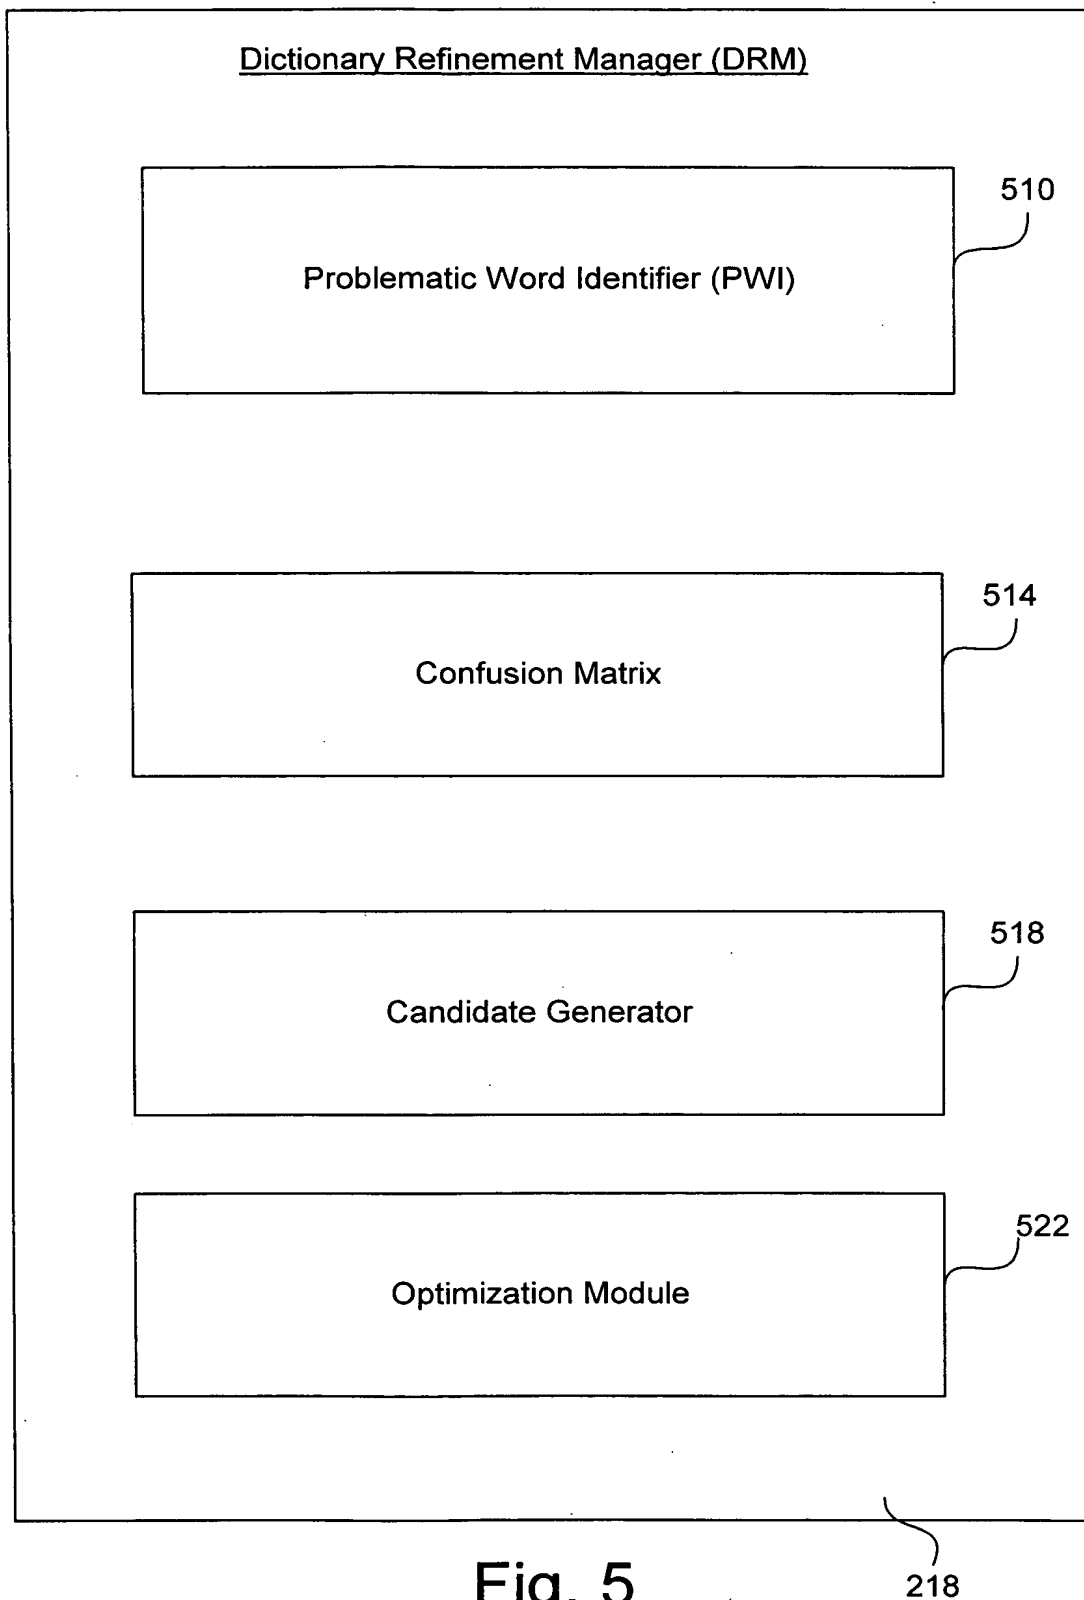 Dictionary Refinement Manager (DRM)
510
Problematic Word Identifier (PWI)
514
Confusion Matrix
518
Candidate Generator
522
Optimization Module
Fig. 5
218